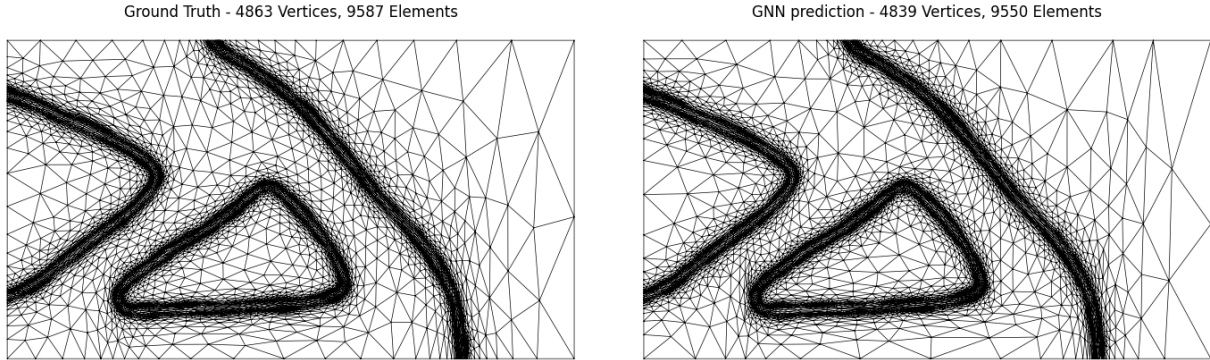 Ground Truth - 4863 Vertices, 9587 Elements
GNN prediction - 4839 Vertices, 9550 Elements